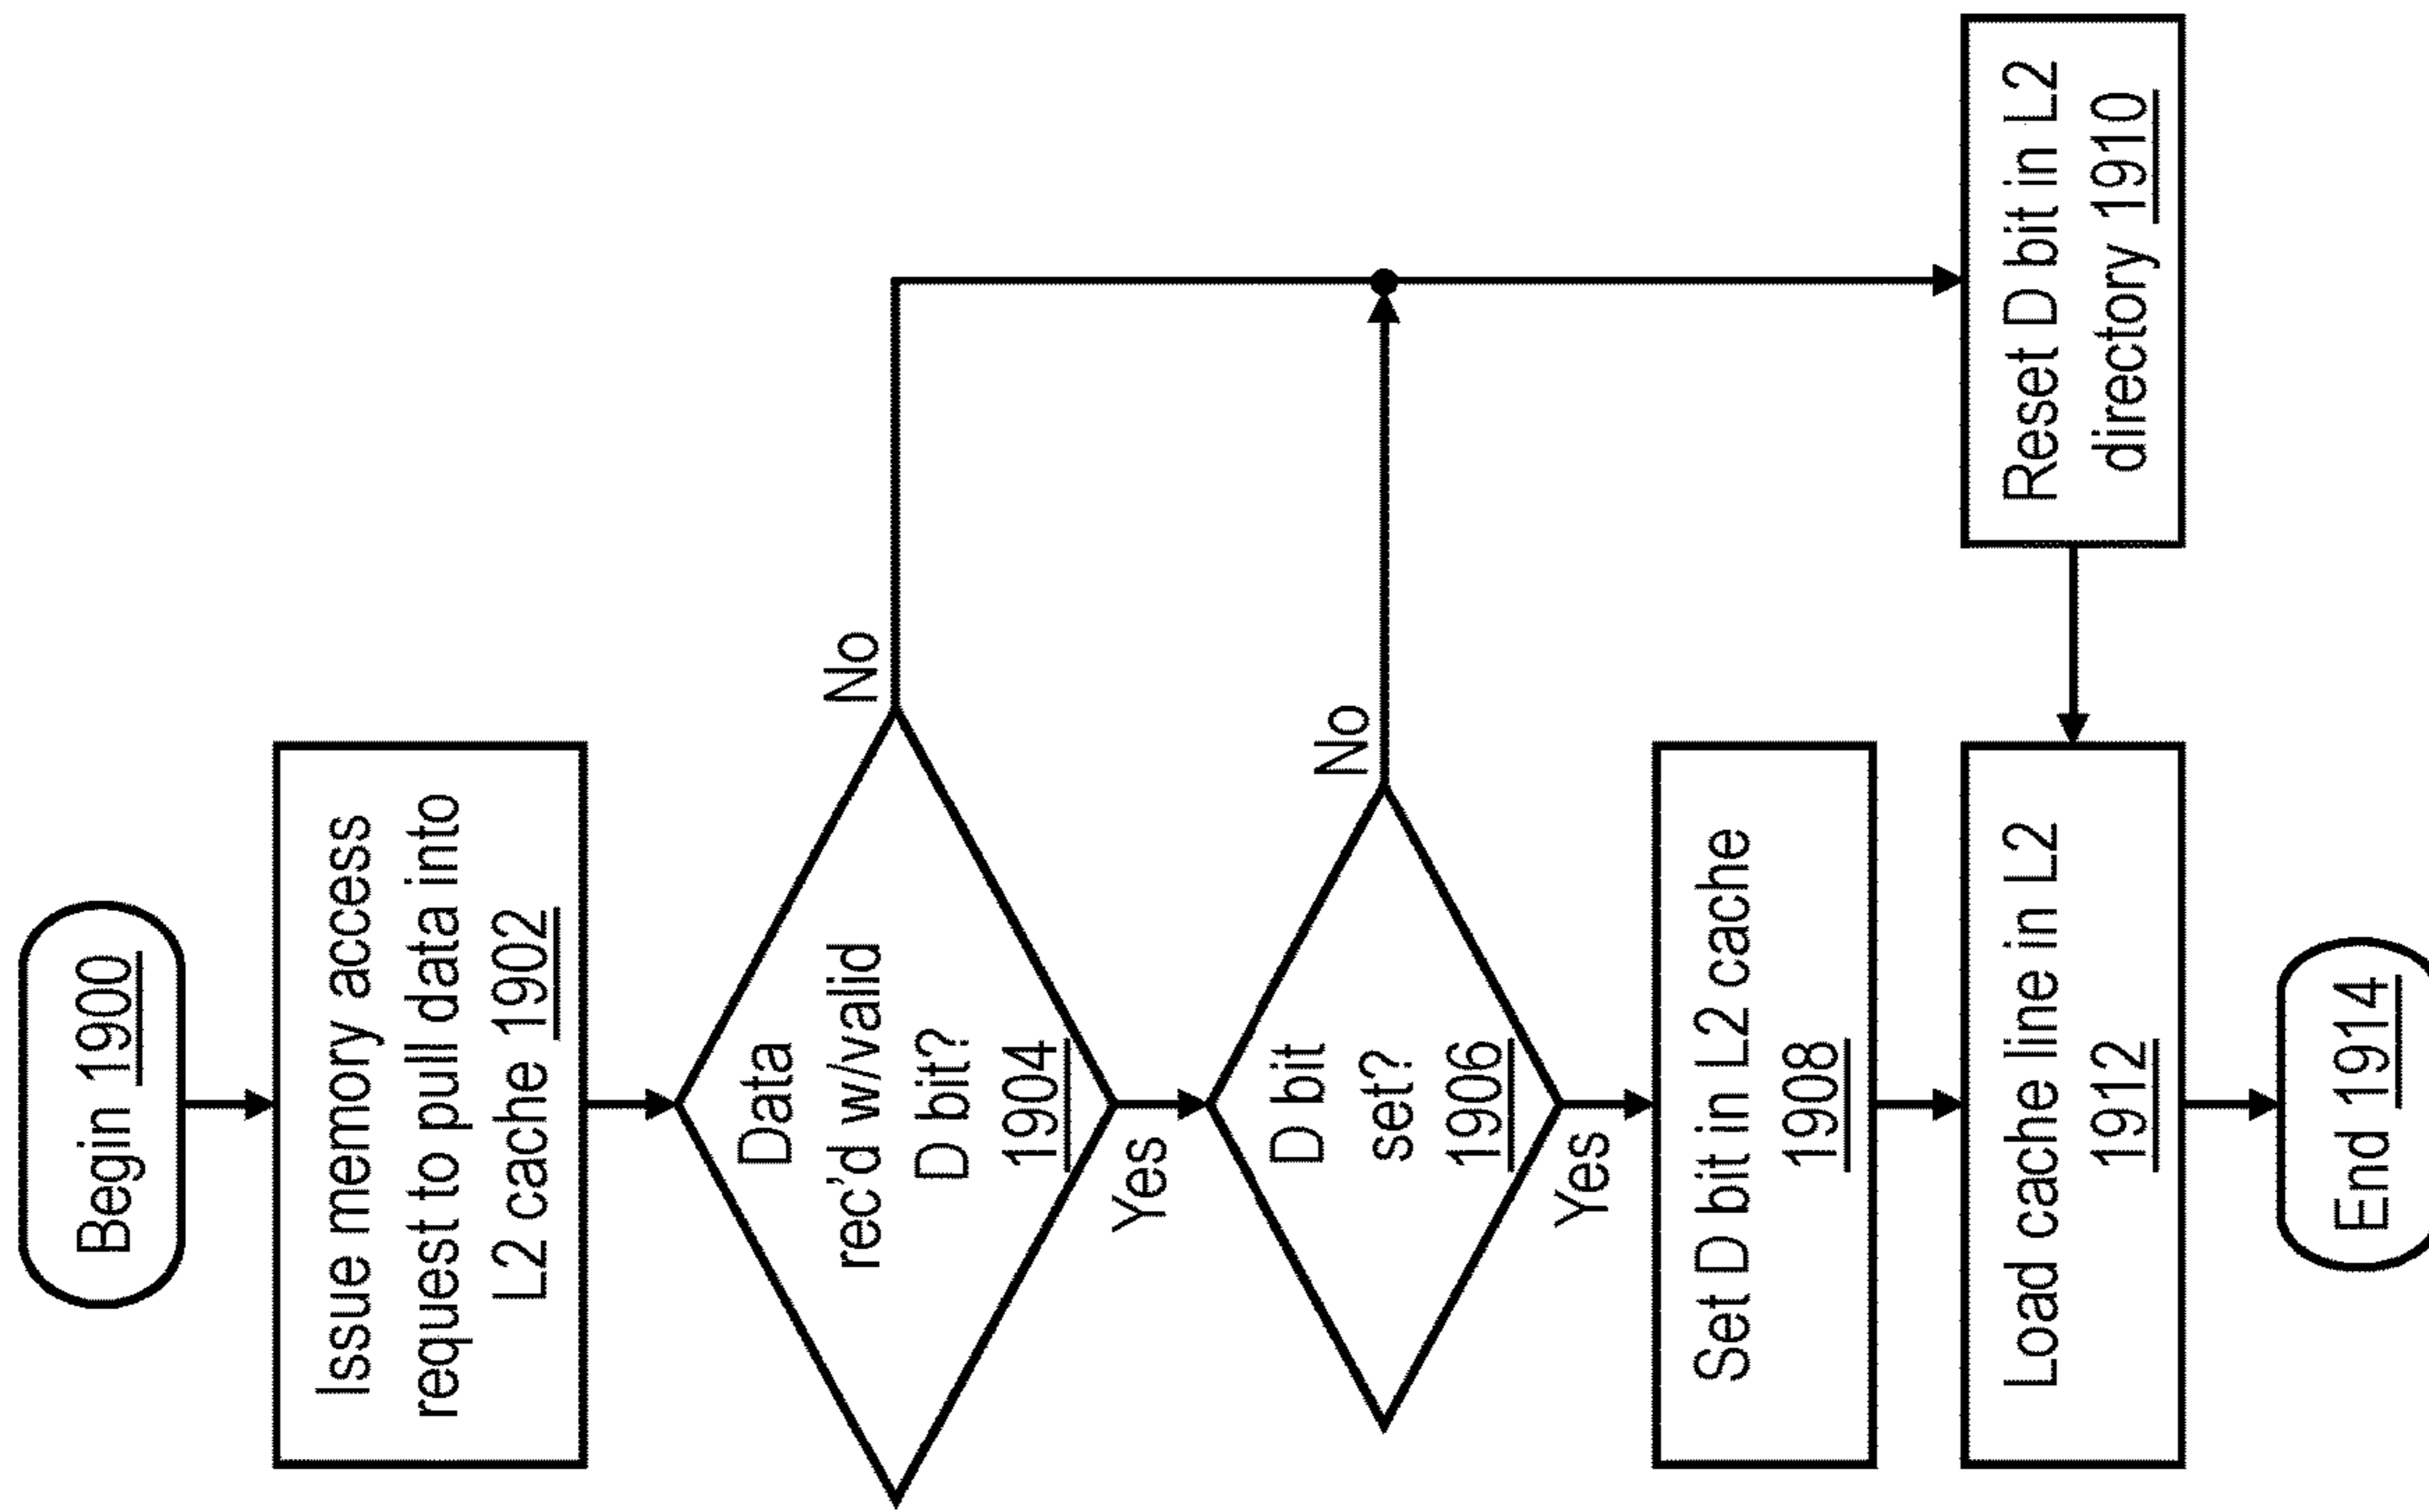 Begin 1900
Issue memory access
request to pull data into
L2 cache 1902
Data
rec'd w/valid
D bit?
1904
No
Yes
D bit
set?
1906
No
Yes
Set D bit in L2 cache
1908
Reset D bit in L2
directory 1910
Load cache line in L2
1912
End 1914